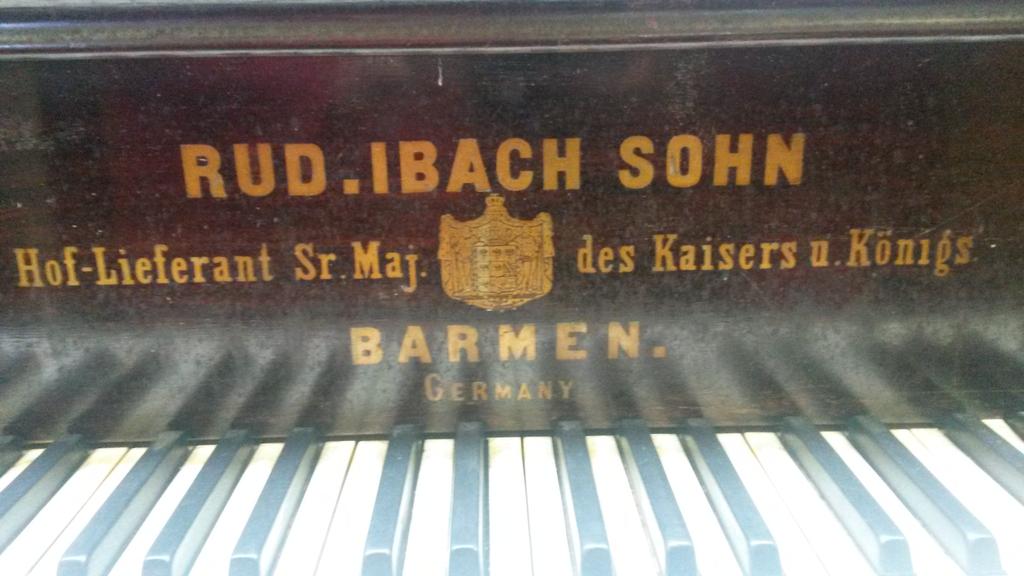 RUD. IBACH SOHN
Hof-Lieferant Sr. Maj. des Kaisers u. Königs.
BARMEN.
GERMANY